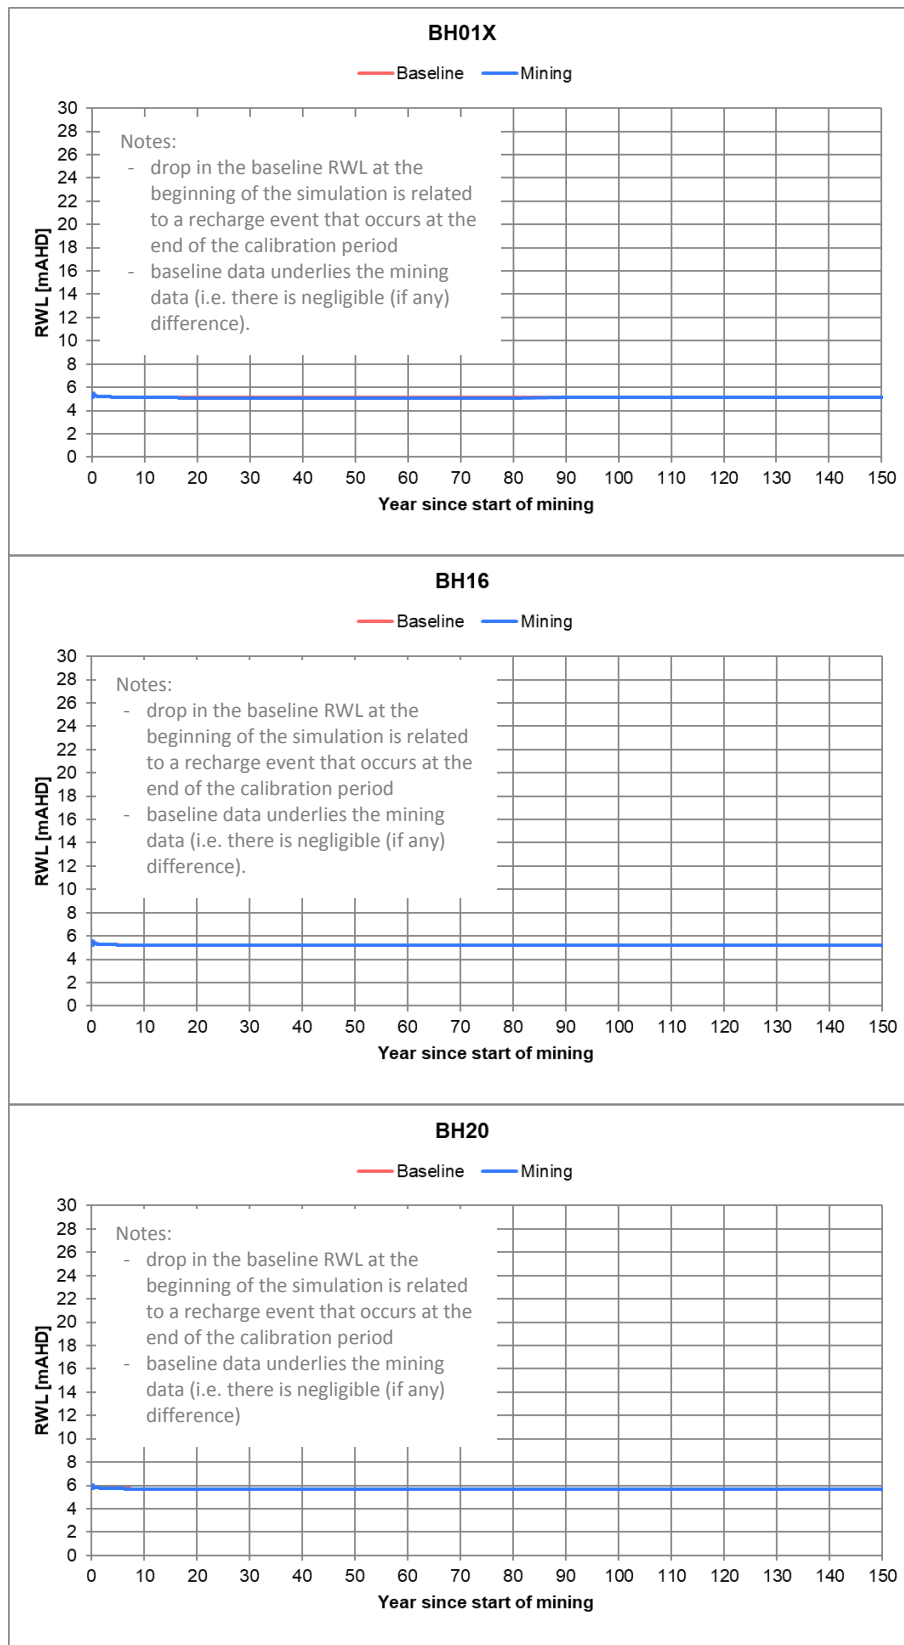 BH01X
Baseline Mining
30
28
26
24
22
20
18
16
14
12
10
8
6
4
2
0
RWL [mAHD]
Notes:
- drop in the baseline RWL at the
beginning of the simulation is related
to a recharge event that occurs at the
end of the calibration period
- baseline data underlies the mining
data (i.e. there is negligible (if any)
difference).
0 10 20 30 40 50 60 70 80 90 100 110 120 130 140 150
Year since start of mining
BH16
Baseline Mining
30
28
26
24
22
20
18
16
14
12
10
8
6
4
2
0
RWL [mAHD]
Notes:
- drop in the baseline RWL at the
beginning of the simulation is related
to a recharge event that occurs at the
end of the calibration period
- baseline data underlies the mining
data (i.e. there is negligible (if any)
difference).
0 10 20 30 40 50 60 70 80 90 100 110 120 130 140 150
Year since start of mining
BH20
Baseline Mining
30
28
26
24
22
20
18
16
14
12
10
8
6
4
2
0
RWL [mAHD]
Notes:
- drop in the baseline RWL at the
beginning of the simulation is related
to a recharge event that occurs at the
end of the calibration period
- baseline data underlies the mining
data (i.e. there is negligible (if any)
difference)
0 10 20 30 40 50 60 70 80 90 100 110 120 130 140 150
Year since start of mining